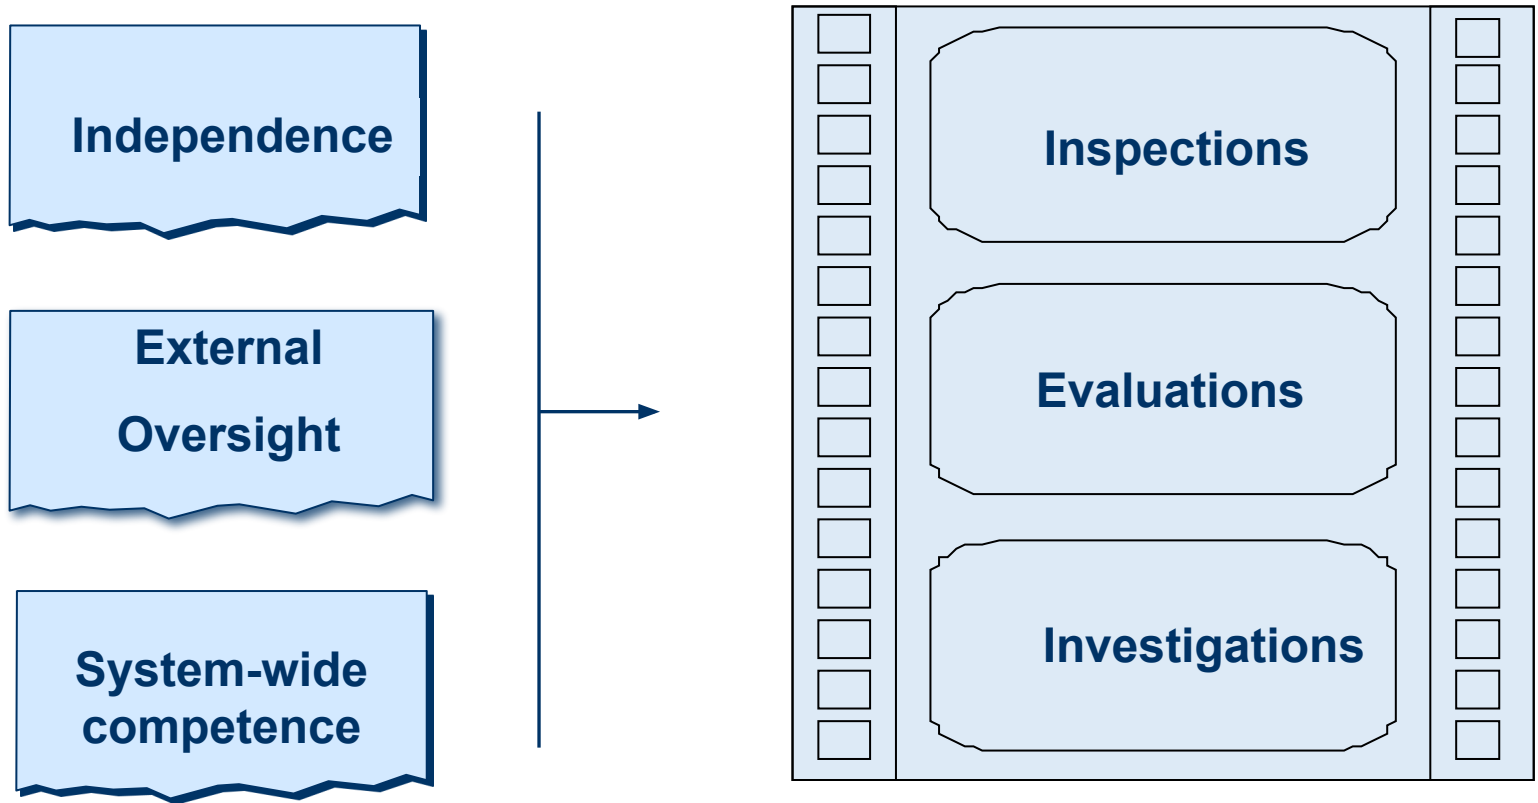 Independence
External
Oversight
System-wide
competence
Inspections
Evaluations
Investigations